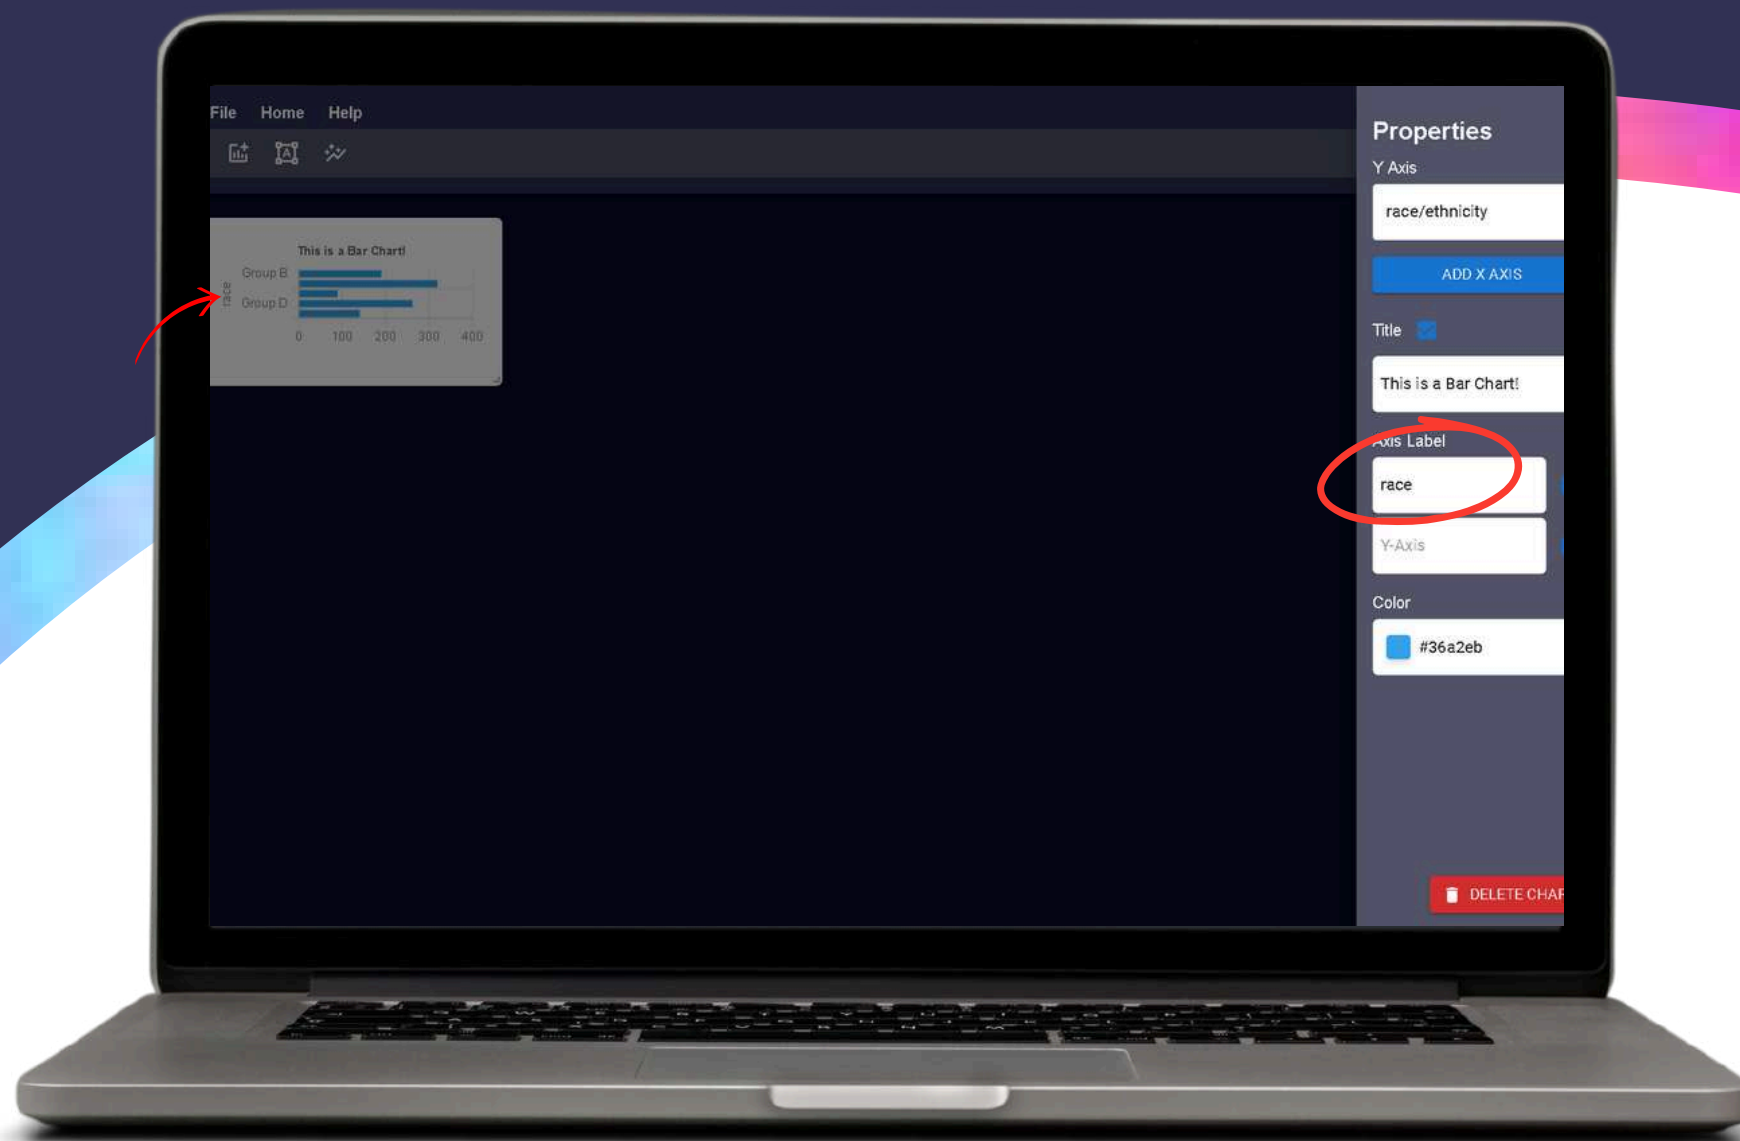 File Home Help
This is a Bar Chart!
Group B
race
Group D
0 100 200 300 400
Properties
Y Axis
race/ethnicity
ADD X AXIS
Title
This is a Bar Chart!
Axis Label
race
Y-Axis
Color
#36a2eb
DELETE CHAR